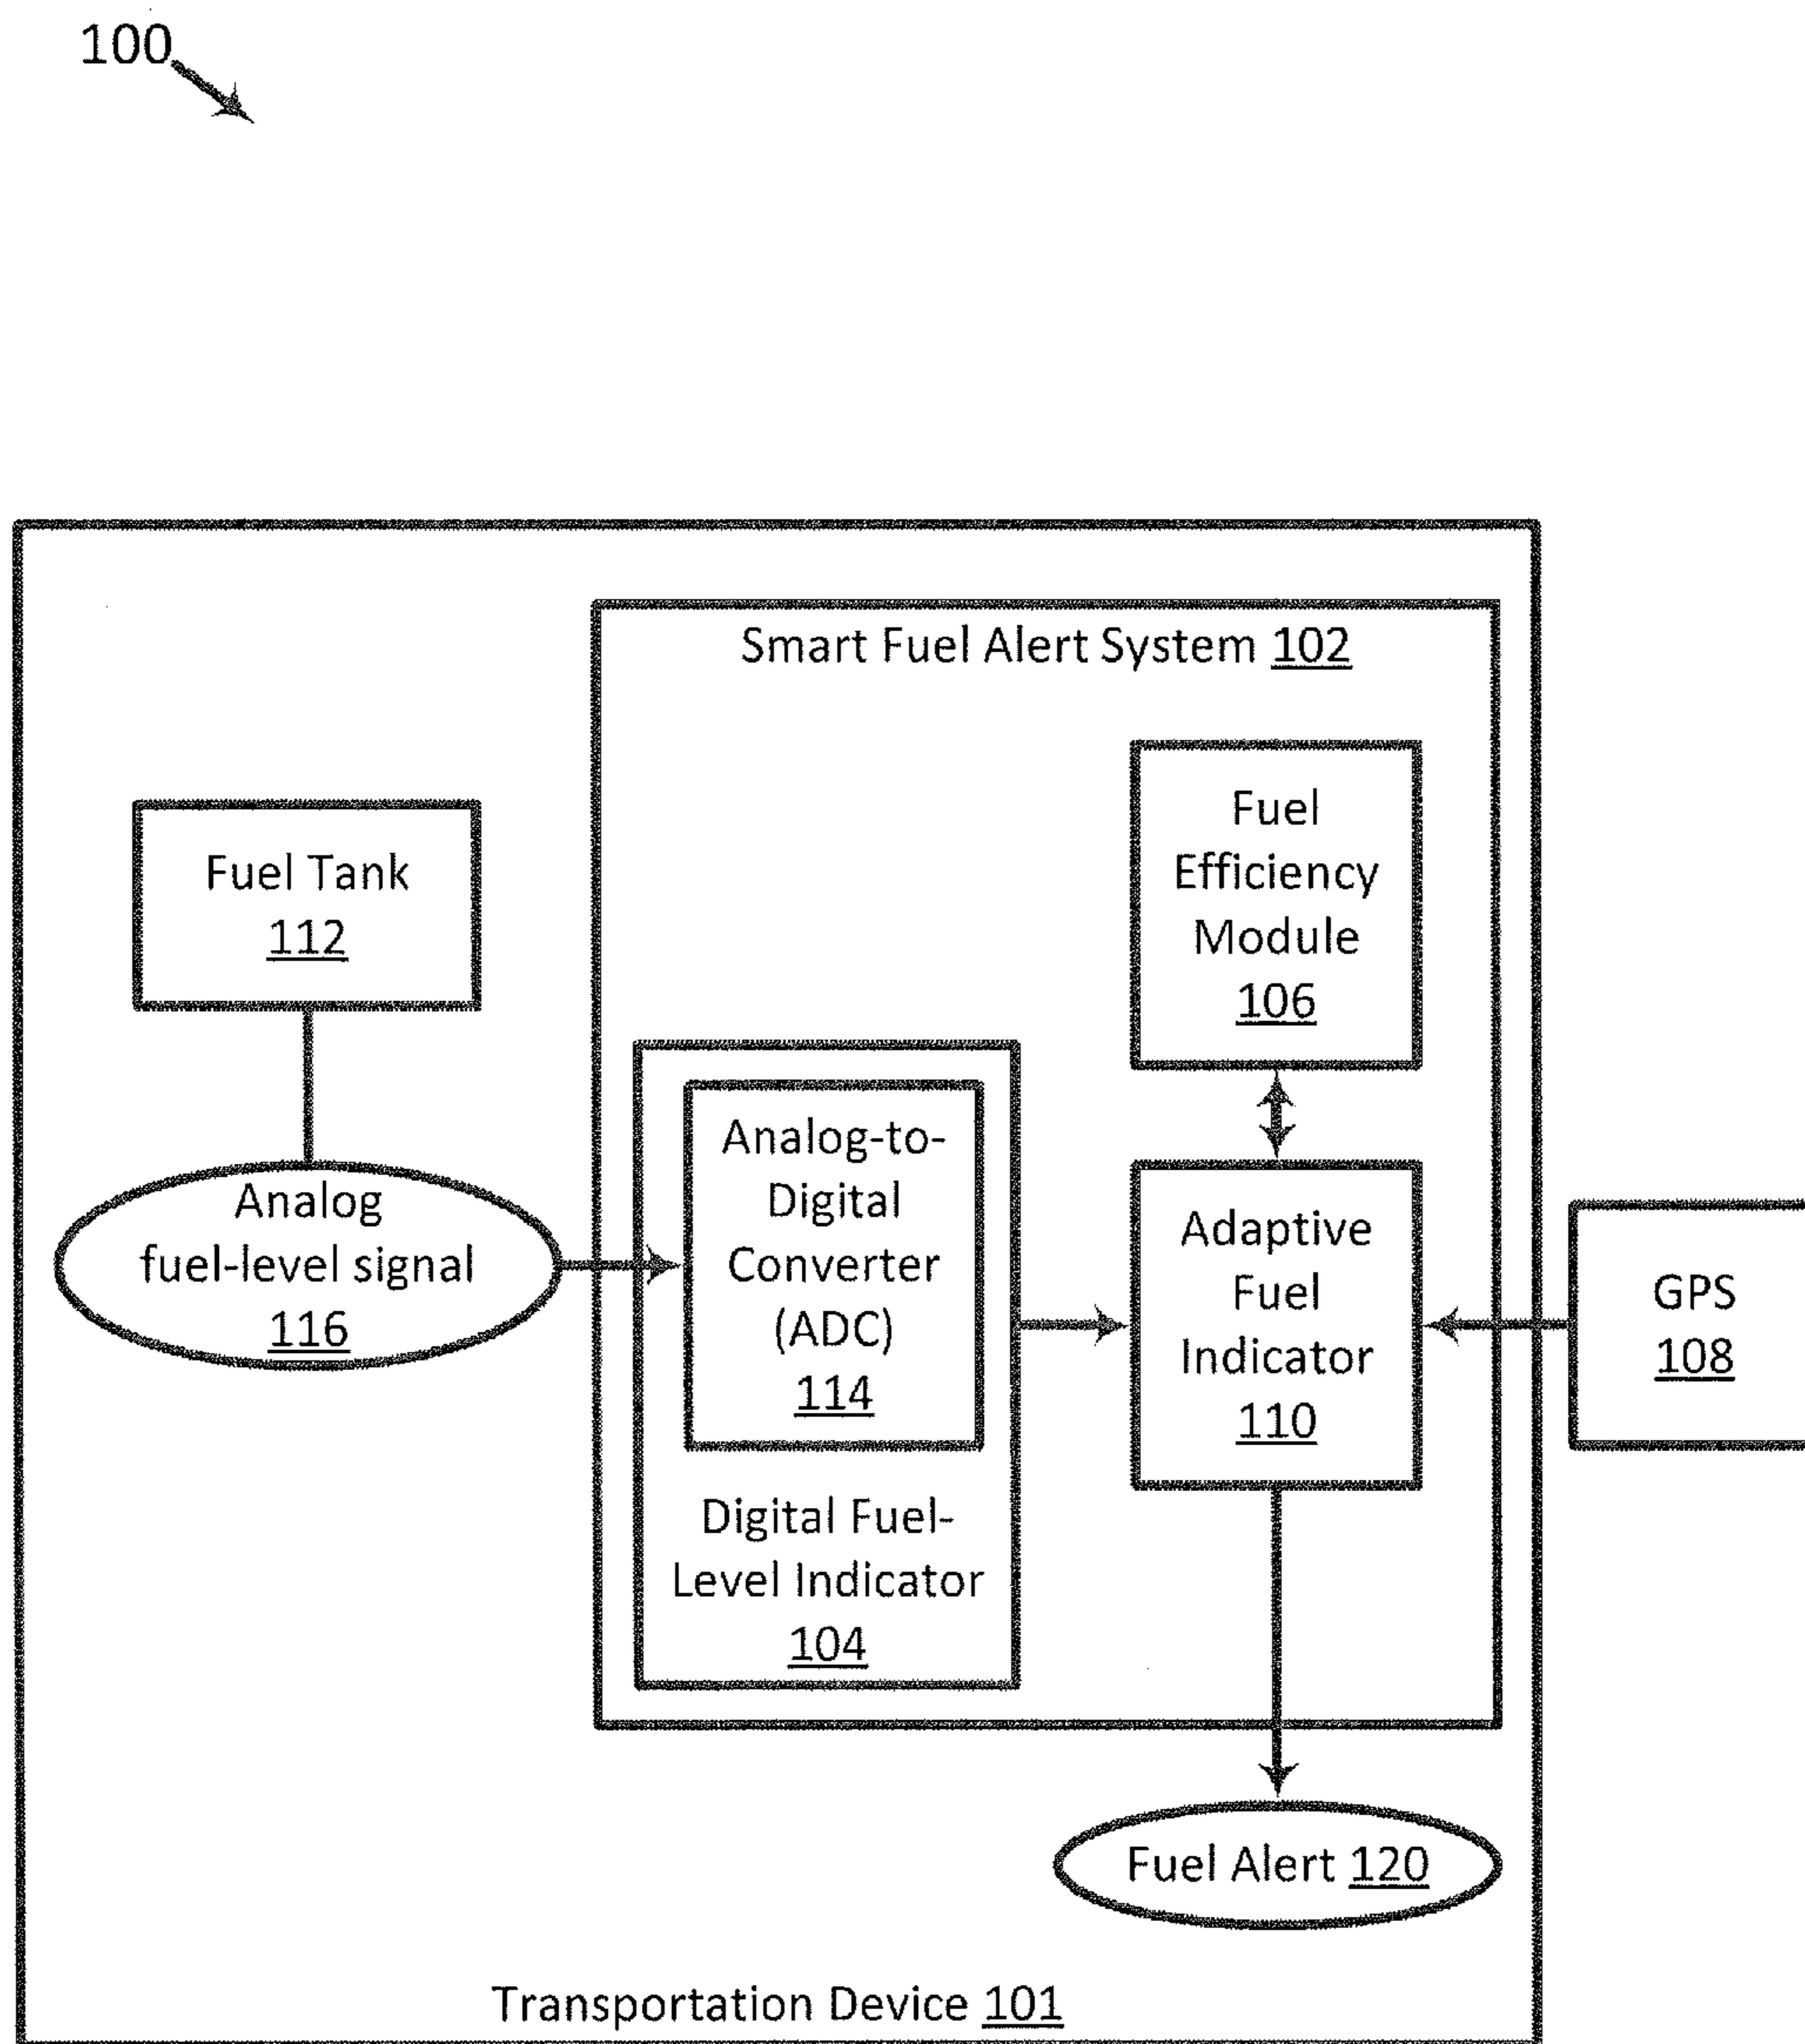 100
Smart Fuel Alert System 102
Fuel
Efficiency
Module
106
Fuel Tank
112
Analog-to-
Digital
Converter
(ADC)
114
Analog
fuel-level signal
116
Adaptive
Fuel
Indicator
110
GPS
108
Digital Fuel-
Level Indicator
104
Fuel Alert 120
Transportation Device 101